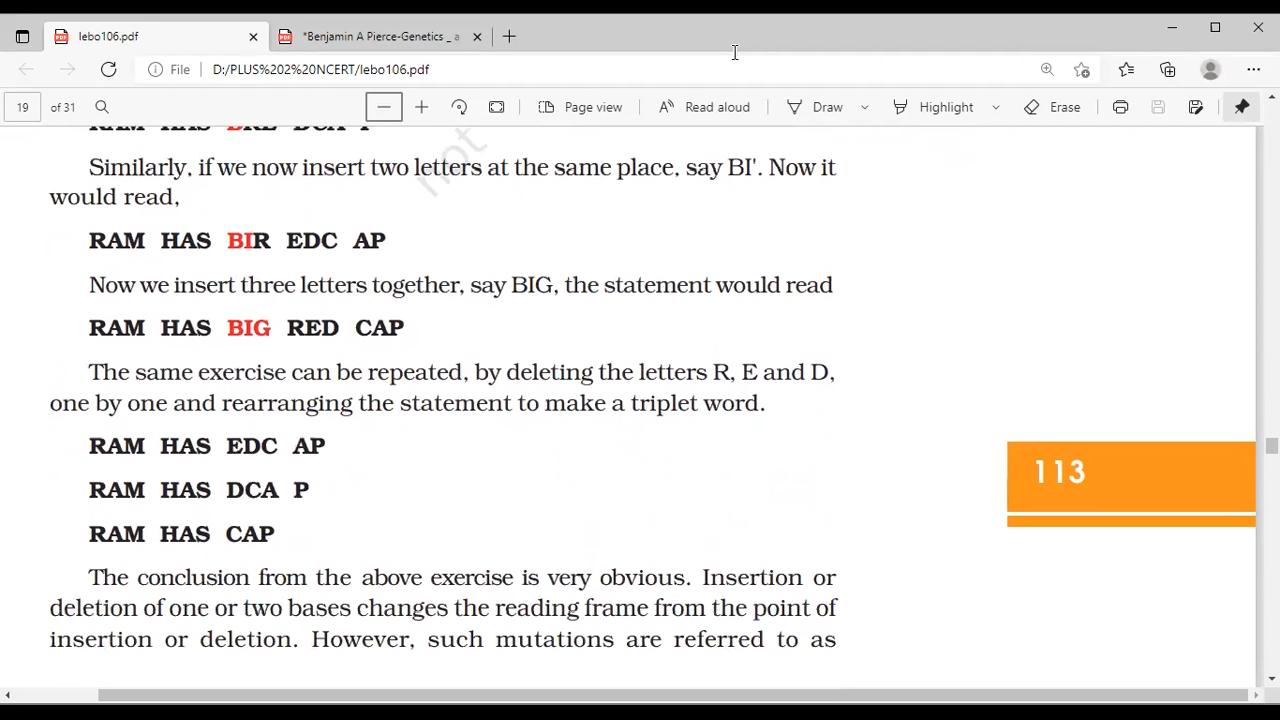 lebo106.pdf
*Benjamin A Pierce-Genetics _ a
File D:/PLUS%202%20NCERT/lebo106.pdf
19 of 31 Page view Read aloud Draw Highlight Erase
RAM HAS BRE DCA P
Similarly, if we now insert two letters at the same place, say BI'. Now it
would read,
RAM HAS BIR EDC AP
Now we insert three letters together, say BIG, the statement would read
RAM HAS BIG RED CAP
The same exercise can be repeated, by deleting the letters R, E and D,
one by one and rearranging the statement to make a triplet word.
RAM HAS EDC AP
RAM HAS DCA P
RAM HAS CAP
113
The conclusion from the above exercise is very obvious. Insertion or
deletion of one or two bases changes the reading frame from the point of
insertion or deletion. However, such mutations are referred to as
not